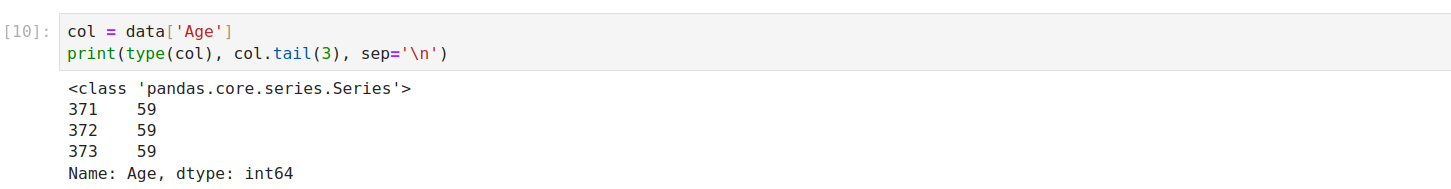 [10]: col = data['Age']
print(type(col), col.tail(3), sep='\n')
<class 'pandas.core.series.Series'>
371    59
372    59
373    59
Name: Age, dtype: int64